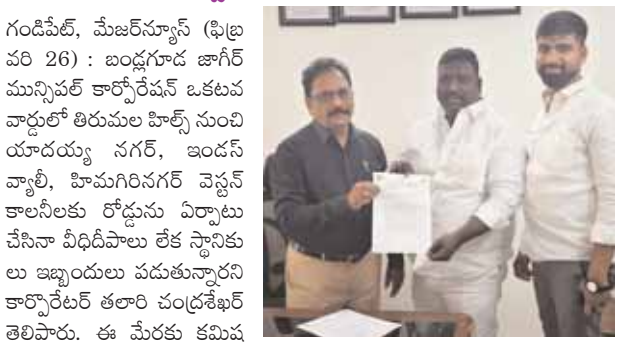 గండిపేట్, మేజర్‌న్యూస్ (ఫిబ్ర
వరి 26) : బండ్లగూడ జాగీర్
మున్సిపల్ కార్పోరేషన్ ఒకటవ
వార్డులో తిరుమల హిల్స్ నుంచి
యాదయ్య నగర్, ఇండస్
వ్యాలీ, హిమగిరినగర్ వెస్టన్
కాలనీలకు రోడ్డును ఏర్పాటు
చేసినా వీధిదీపాలు లేక స్థానికు
లు ఇబ్బందులు పడుతున్నారని
కార్పొరేటర్ తలారి చంద్రశేఖర్
తెలిపారు. ఈ మేరకు కమిష